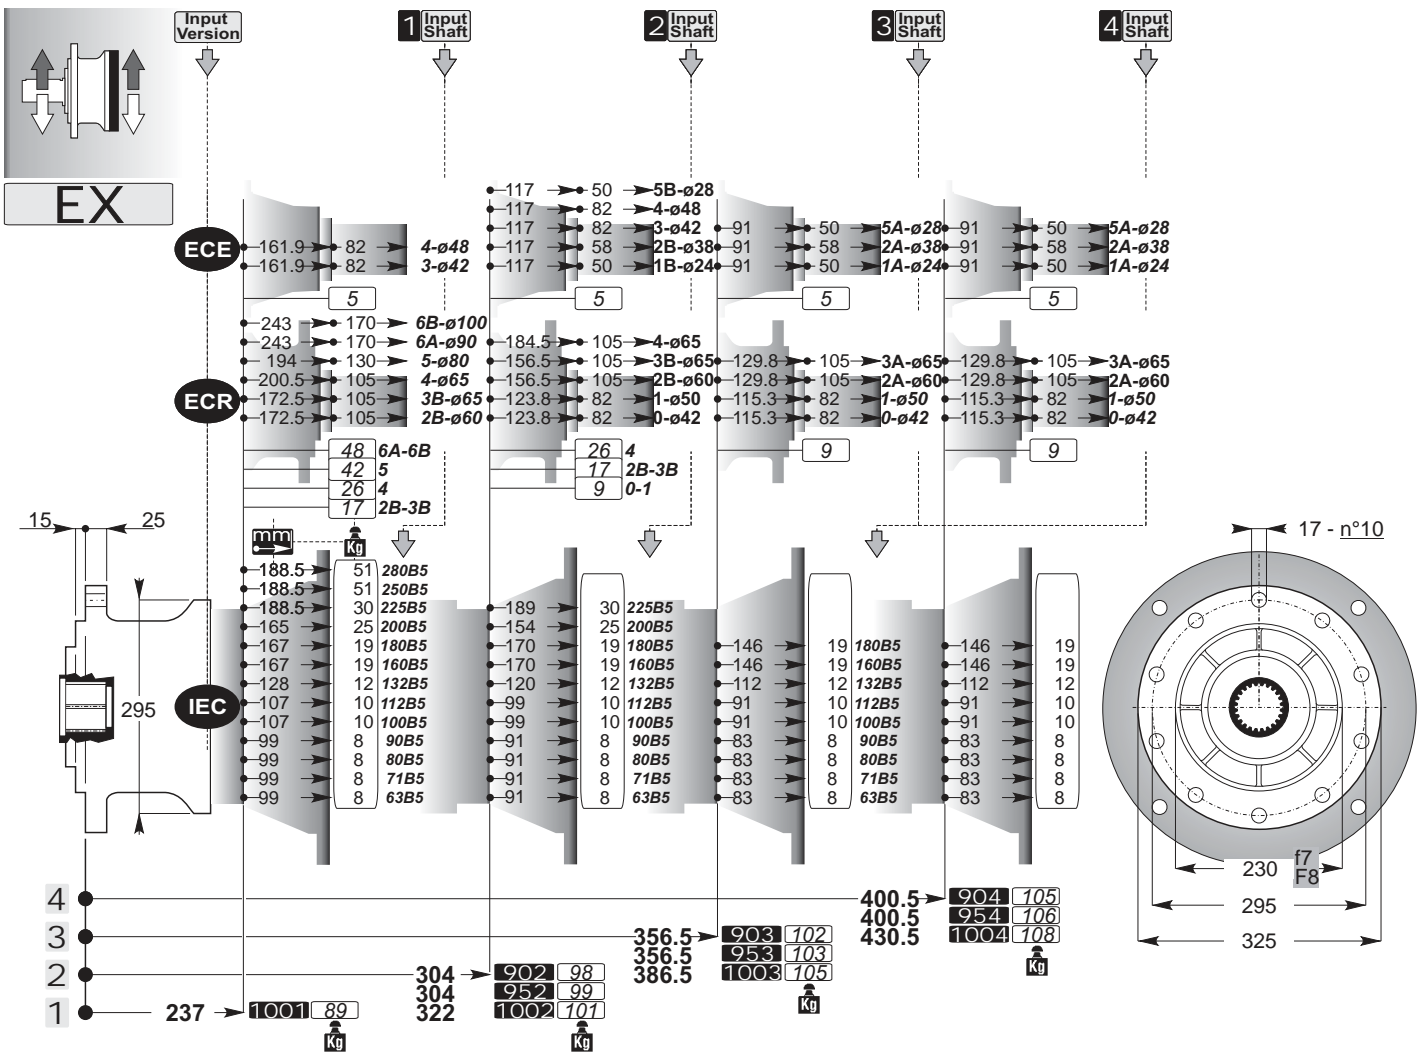 Input Version
1 Input Shaft
2 Input Shaft
3 Input Shaft
4 Input Shaft
EX
117 50 5B-ø28
117 82 4-ø48
117 82 3-ø42 91 50 5A-ø28 91 50 5A-ø28
ECE 161.9 82 4-ø48 117 58 2B-ø38 91 58 2A-ø38 91 58 2A-ø38
161.9 82 3-ø42 117 50 1B-ø24 91 50 1A-ø24 91 50 1A-ø24
5 5 5 5
243 170 6B-ø100
243 170 6A-ø90 184.5 105 4-ø65
194 130 5-ø80 156.5 105 3B-ø65 129.8 105 3A-ø65 129.8 105 3A-ø65
200.5 105 4-ø65 156.5 105 2B-ø60 129.8 105 2A-ø60 129.8 105 2A-ø60
ECR 172.5 105 3B-ø65 123.8 82 1-ø50 115.3 82 1-ø50 115.3 82 1-ø50
172.5 105 2B-ø60 123.8 82 0-ø42 115.3 82 0-ø42 115.3 82 0-ø42
48 6A-6B 26 4 9 9
42 5 17 2B-3B
26 4 9 0-1
17 2B-3B
15 25 17 - n°10
mm Kg
188.5 51 280B5
188.5 51 250B5
188.5 30 225B5 189 30 225B5
165 25 200B5 154 25 200B5
167 19 180B5 170 19 180B5 146 19 180B5 146 19
167 19 160B5 170 19 160B5 146 19 160B5 146 19
128 12 132B5 120 12 132B5 112 12 132B5 112 12
295 IEC 107 10 112B5 99 10 112B5 91 10 112B5 91 10
107 10 100B5 99 10 100B5 91 10 100B5 91 10
99 8 90B5 91 8 90B5 83 8 90B5 83 8
99 8 80B5 91 8 80B5 83 8 80B5 83 8
99 8 71B5 91 8 71B5 83 8 71B5 83 8
99 8 63B5 91 8 63B5 83 8 63B5 83 8
230 f7 F8
295
325
4 400.5 904 105
400.5 954 106
430.5 1004 108
Kg
3 356.5 903 102
356.5 953 103
386.5 1003 105
Kg
2 304 902 98
304 952 99
322 1002 101
Kg
1 237 1001 89
Kg